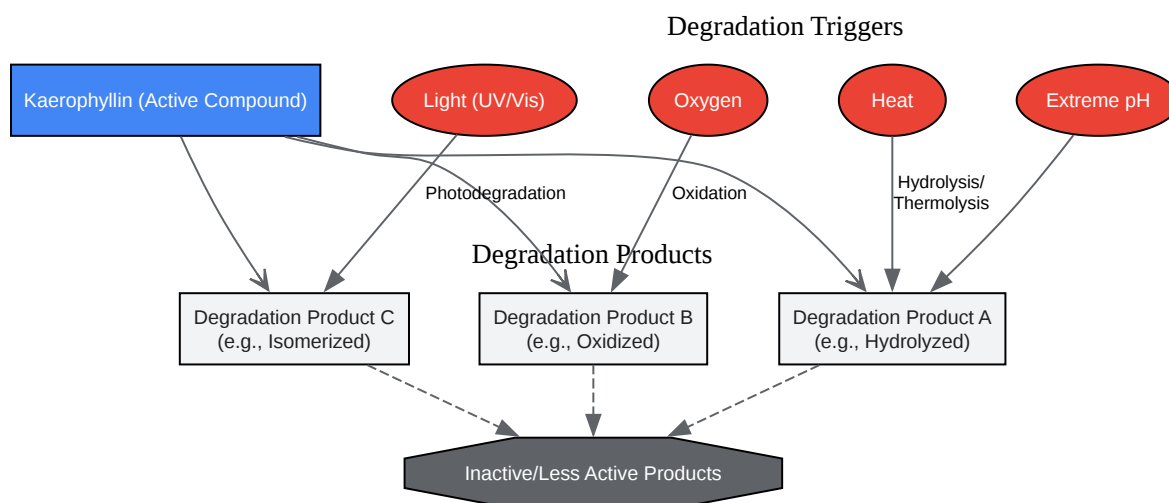 Degradation Triggers
Kaerophyllin (Active Compound)
Light (UV/Vis)
Oxygen
Heat
Extreme pH
Photodegradation
Oxidation
Hydrolysis/
Thermolysis
Degradation Products
Degradation Product C
(e.g., Isomerized)
Degradation Product B
(e.g., Oxidized)
Degradation Product A
(e.g., Hydrolyzed)
Inactive/Less Active Products